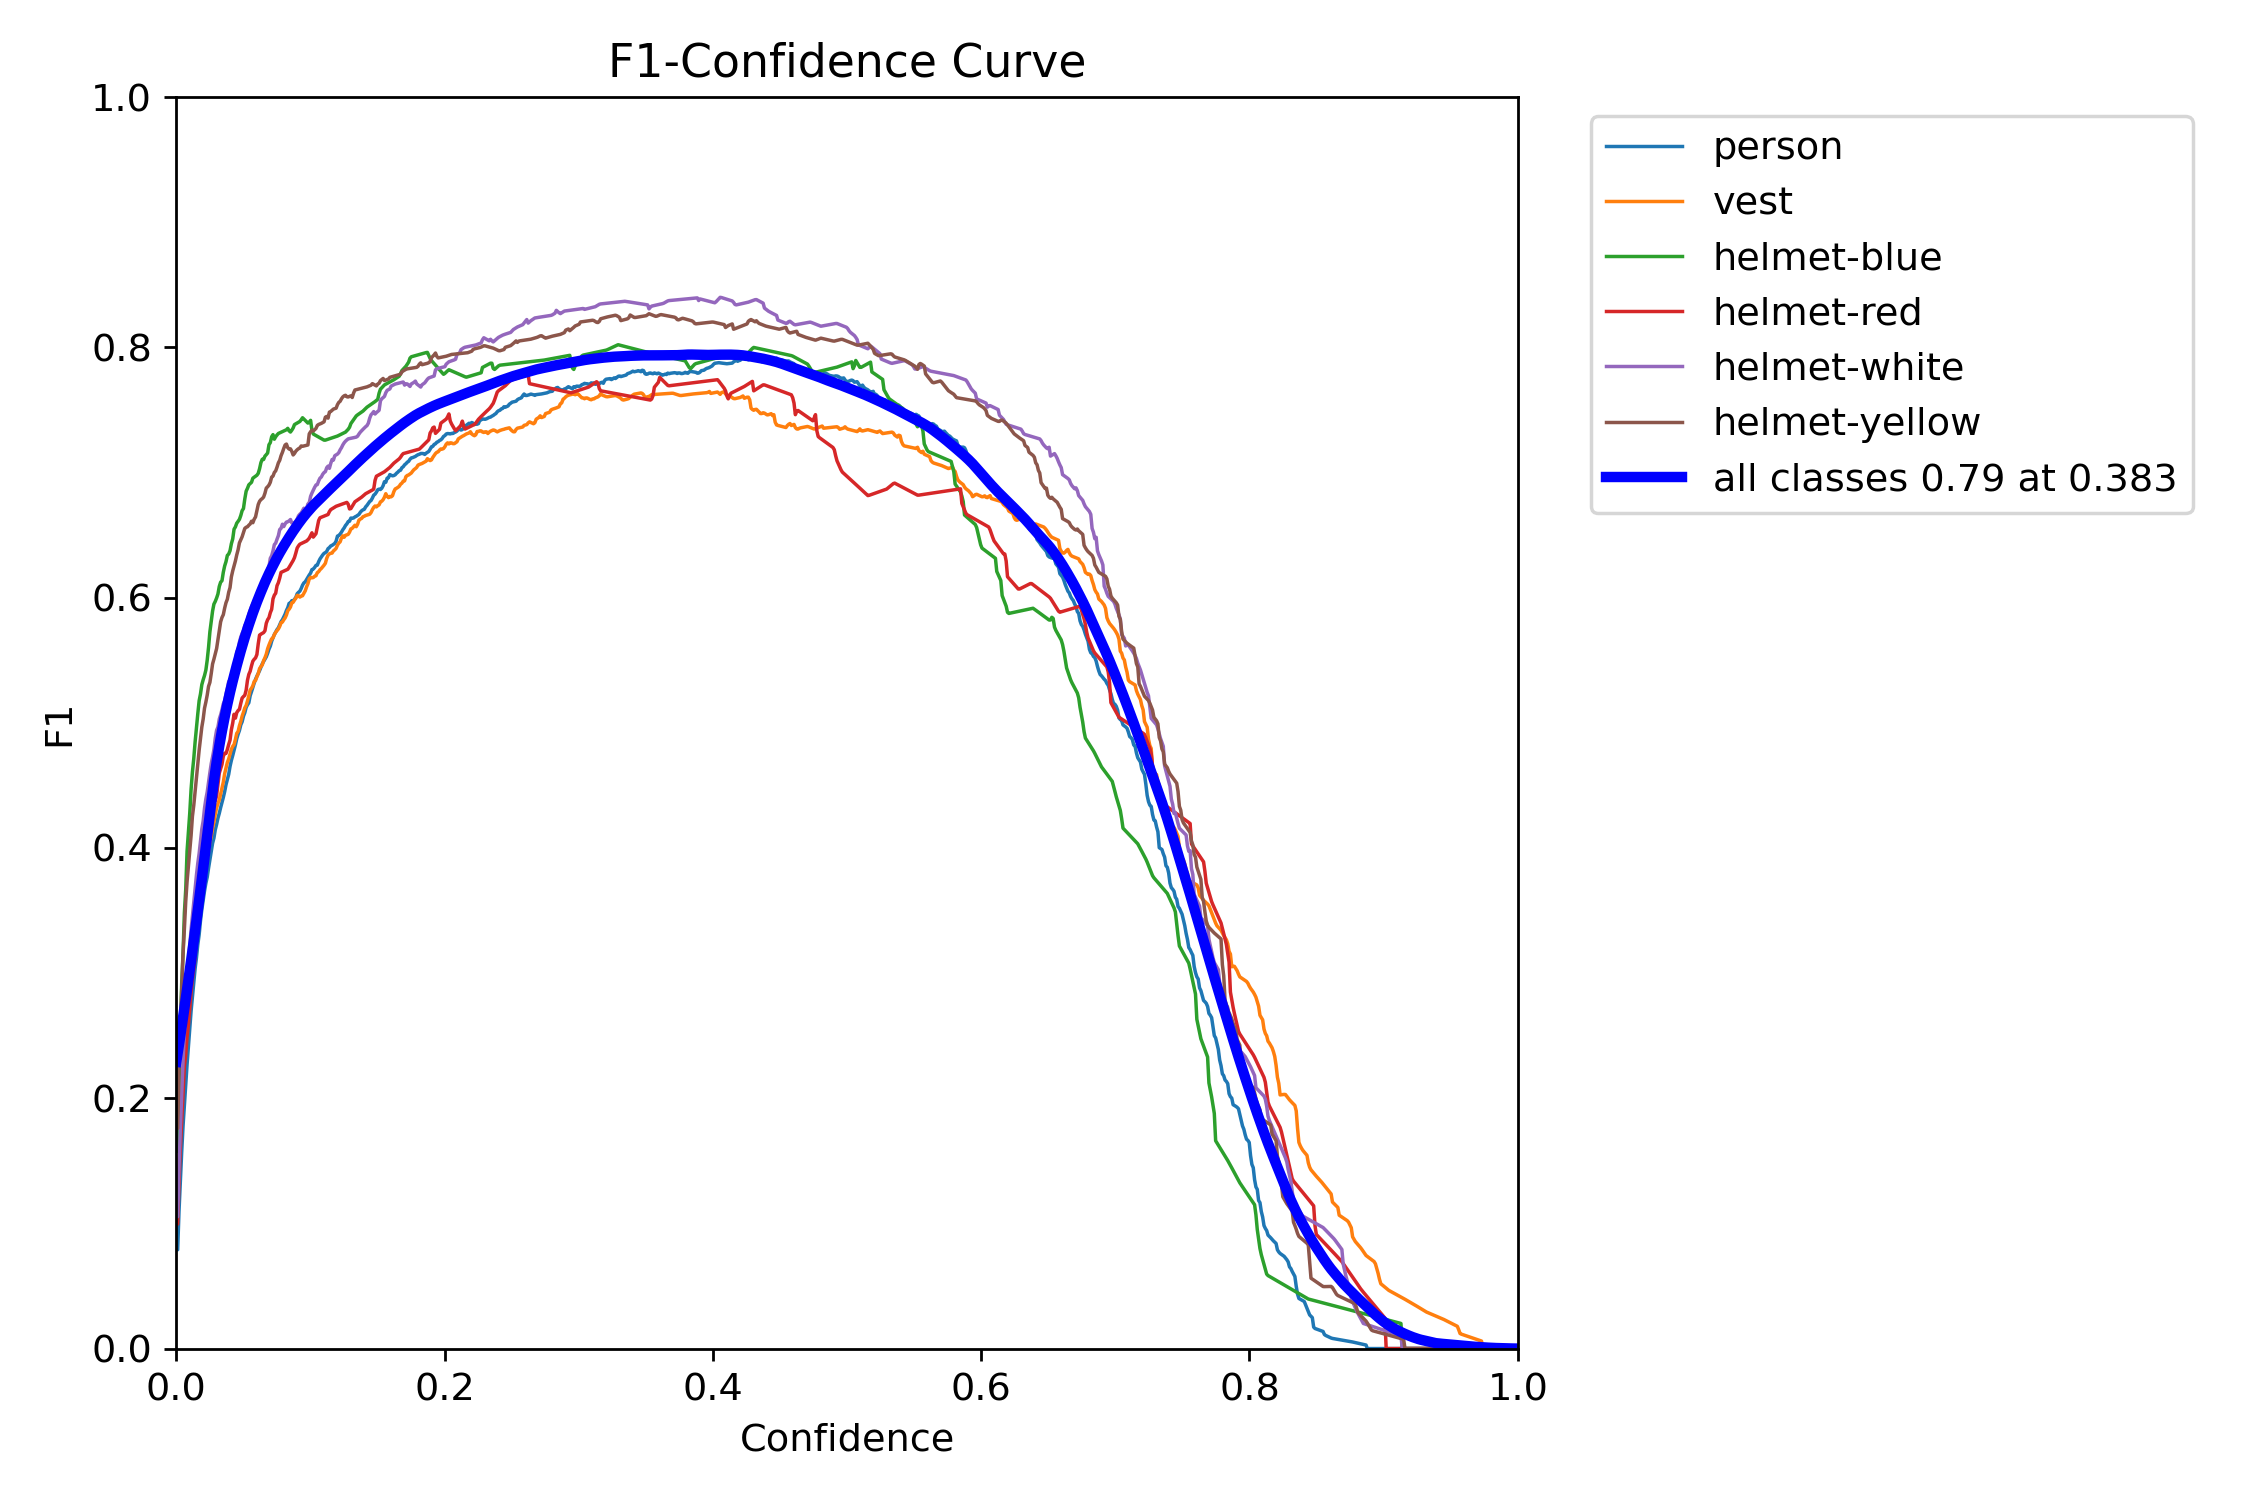 F1-Confidence Curve
1.0
0.8
0.6
0.4
0.2
0.0
F1
0.0 0.2 0.4 0.6 0.8 1.0
Confidence
person
vest
helmet-blue
helmet-red
helmet-white
helmet-yellow
all classes 0.79 at 0.383